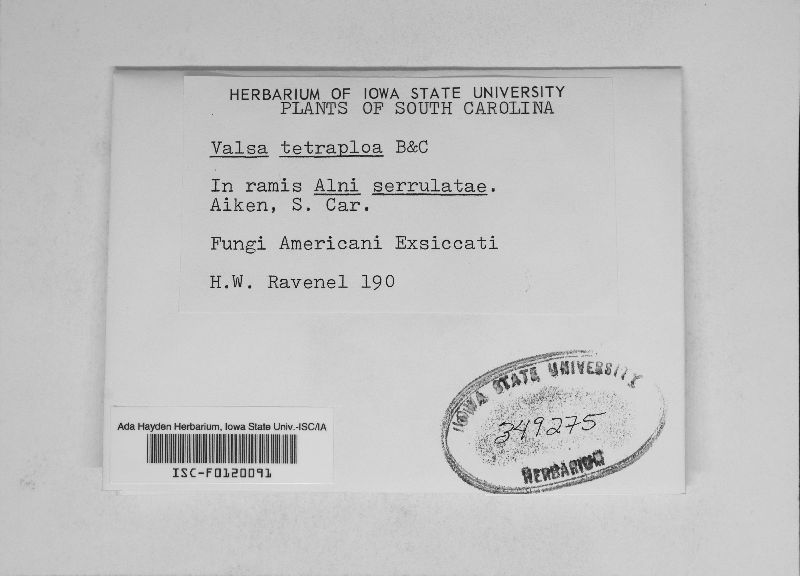 HERBARIUM OF IOWA STATE UNIVERSITY
PLANTS OF SOUTH CAROLINA
Valsa tetraploa B&C
In ramis Alni serrulatae.
Aiken, S. Car.
Fungi Americani Exsiccati
H.W. Ravenel 190
IOWA STATE UNIVERSITY
349275
HERBARIUM
Ada Hayden Herbarium, Iowa State Univ.-ISC/IA
ISC-F0120091